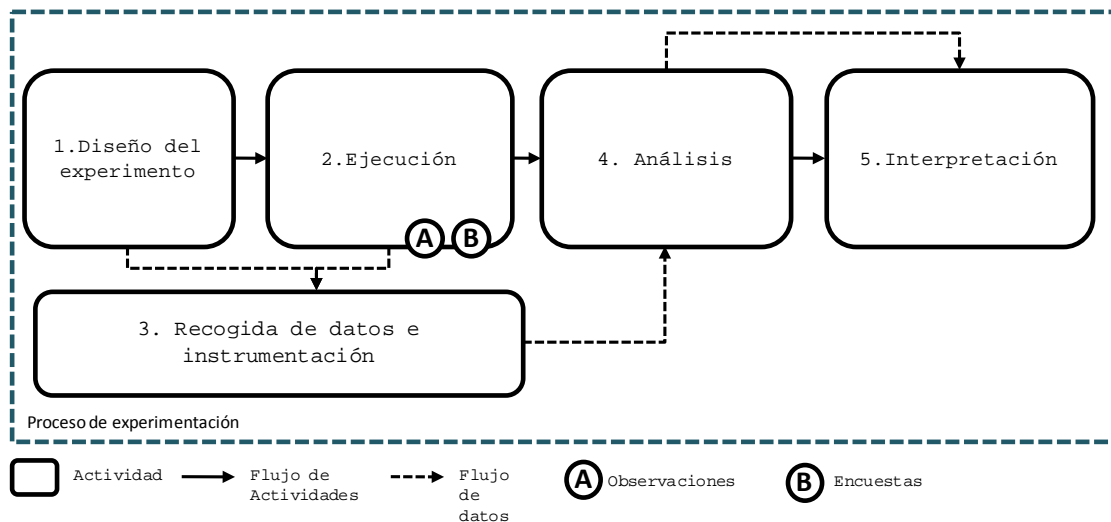 1.Diseño del
experimento
2.Ejecución
4. Análisis
5.Interpretación
A
B
3. Recogida de datos e
instrumentación
Proceso de experimentación
Actividad
Flujo de
Actividades
Flujo
de
datos
A
Observaciones
B
Encuestas